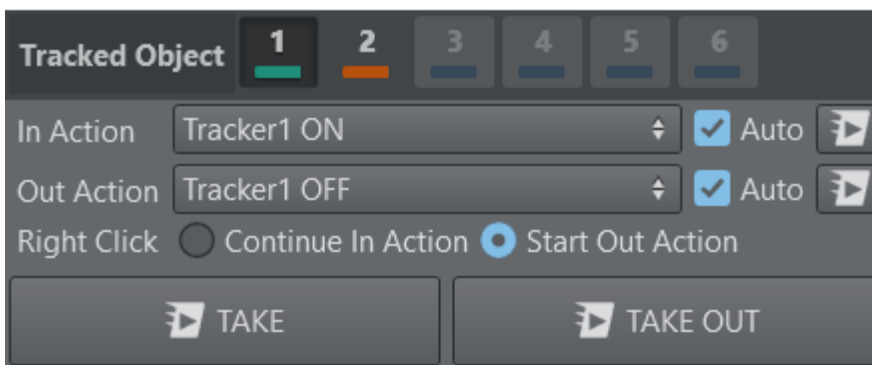 Tracked Object 1 2 3 4 5 6
In Action Tracker1 ON Auto
Out Action Tracker1 OFF Auto
Right Click Continue In Action Start Out Action
TAKE TAKE OUT